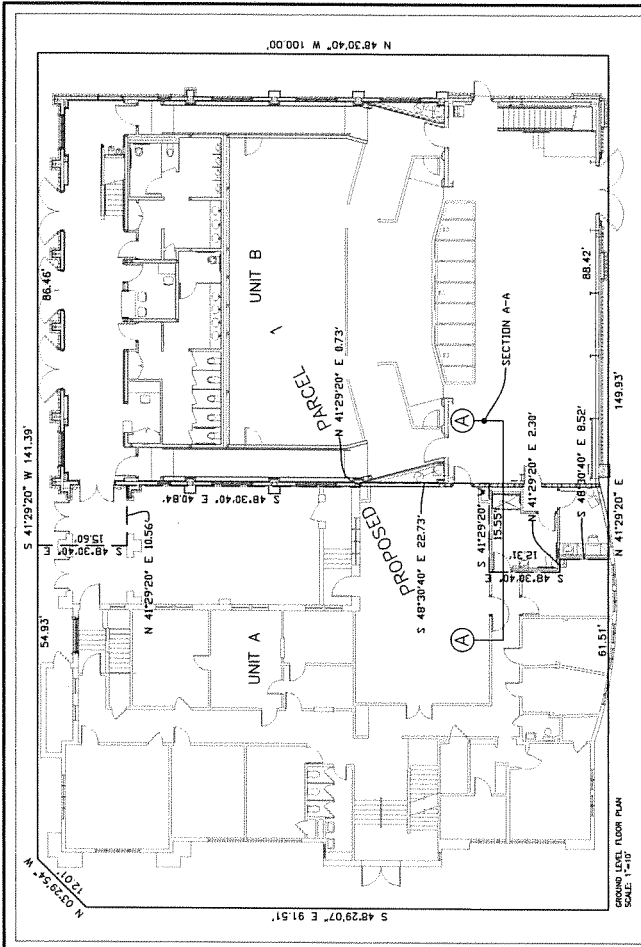 N 48°30'40" W 100.00'
S 41°29'20" W 141.39'
86.46'
54.93'
S 48°30'40" E
15.60'
N 41°29'20" E 10.56'
S 48°30'40" E 40.84'
UNIT B
UNIT A
PROPOSED PARCEL
N 41°29'20" E 0.73'
S 48°30'40" E 22.73'
A
SECTION A-A
A
S 41°29'20"
15.55'
S 48°30'40" E
12.31'
N 41°29'20" E 2.30'
S 48°30'40" E 8.52'
88.42'
61.51'
N 41°29'20" E
149.93'
N 03°29'54" W
12.01'
S 48°29'07" E 91.51'
GROUND LEVEL FLOOR PLAN
SCALE: 1"=10'